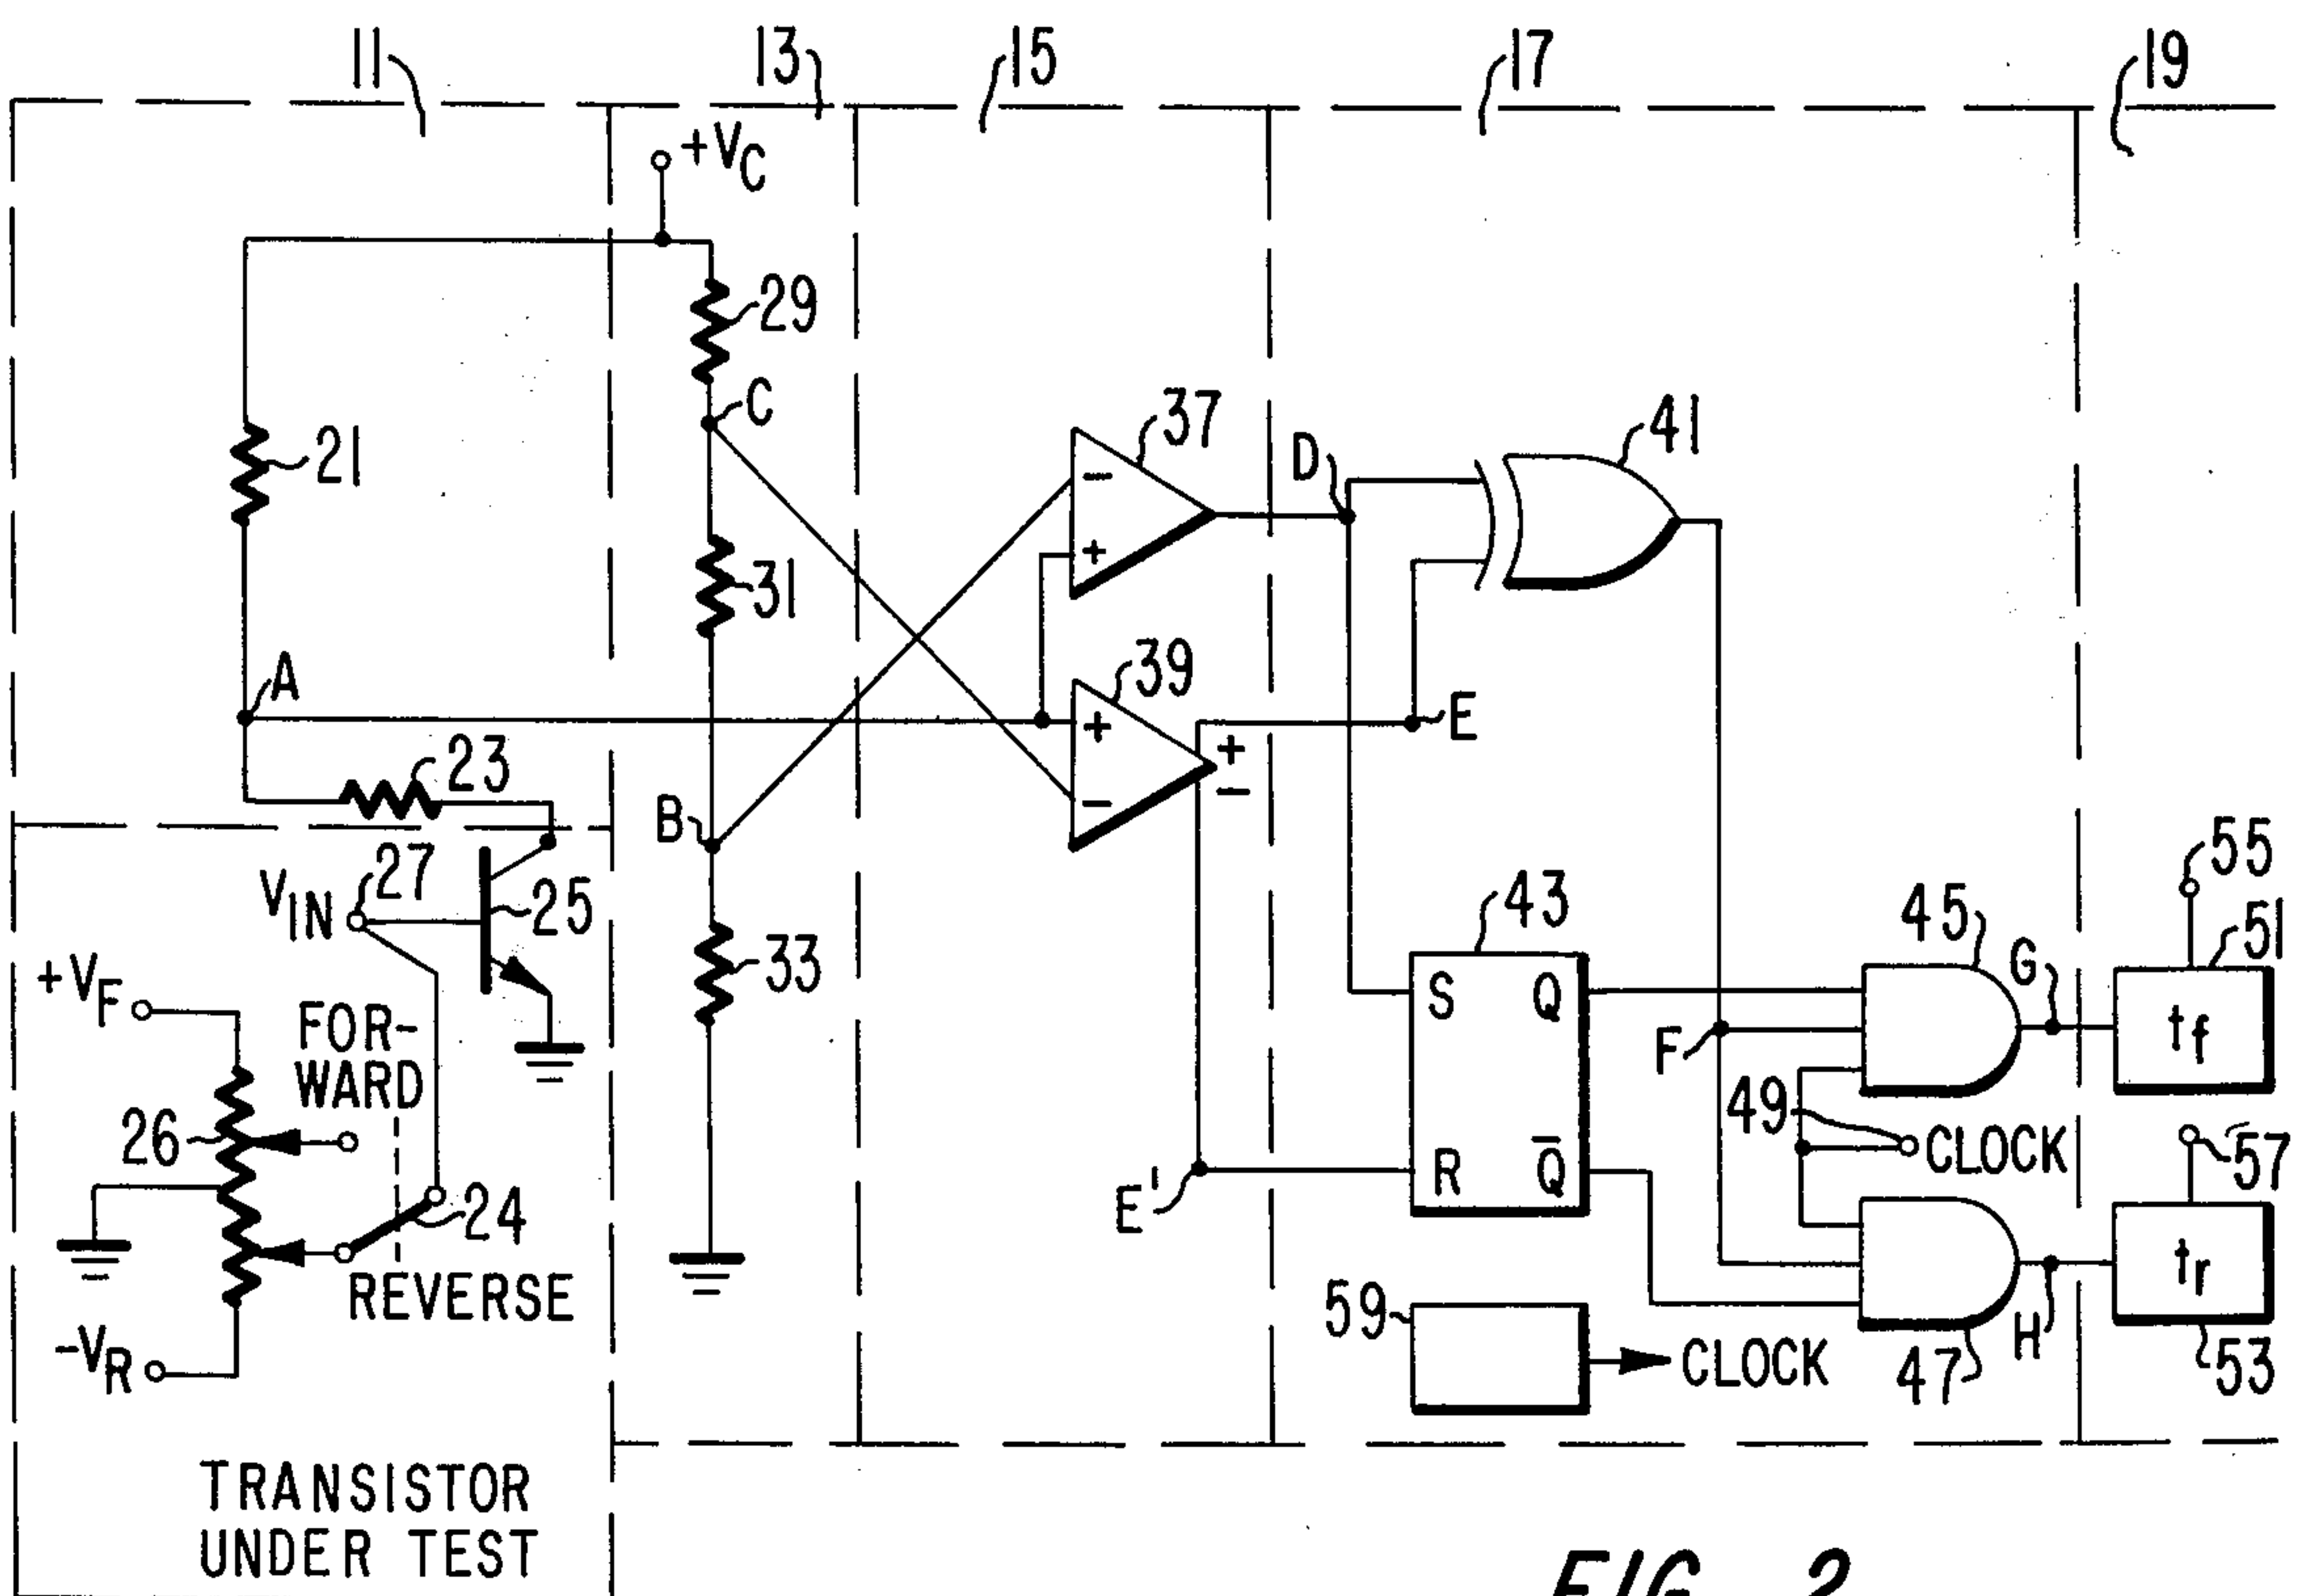 11
13
15
17
19
+VC
29
C
21
31
A
23
B
33
37
39
D
41
E
+
-
-
+
+
-
VIN
27
25
+VF
FOR-
WARD
26
24
REVERSE
-VR
43
S Q
R Q̅
E'
F
45
G
49
CLOCK
47
H
55
51
tf
57
tr
53
59
CLOCK
TRANSISTOR
UNDER TEST
FIG. 2